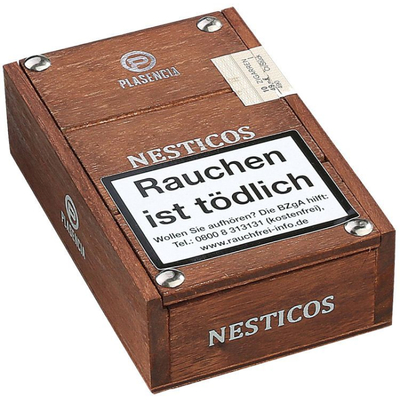 PLASENCIA
ZIGARREN
NESTICOS
Rauchen
ist tödlich
Wollen Sie aufhören? Die BZgA hilft:
Tel.: 0800 8 313131 (kostenfrei),
www.rauchfrei-info.de
PLASENCIA
NESTICOS